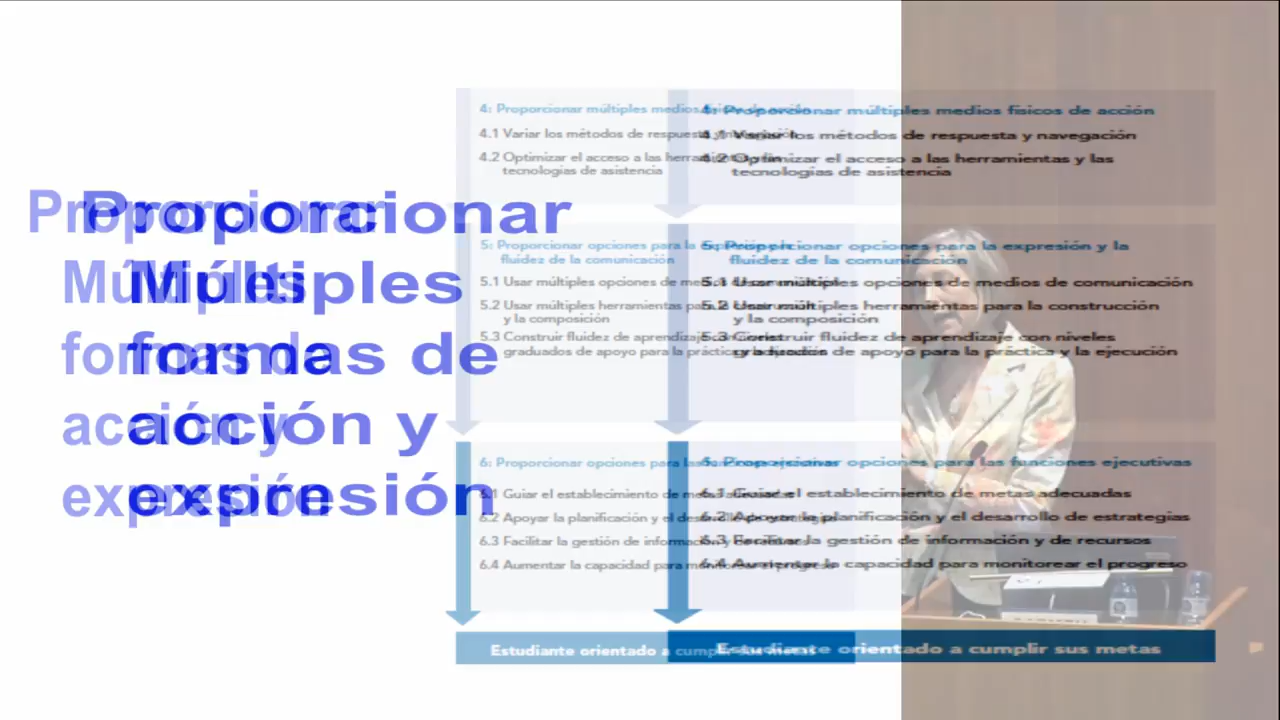 Proporcionar
Múltiples
formas de
acción y
expresión
4: Proporcionar múltiples medios físicos de acción
4.1 Variar los métodos de respuesta y navegación
4.2 Optimizar el acceso a las herramientas y las
tecnologías de asistencia
5: Proporcionar opciones para la expresión y la
fluidez de la comunicación
5.1 Usar múltiples opciones de medios de comunicación
5.2 Usar múltiples herramientas para la construcción
y la composición
5.3 Construir fluidez de aprendizaje con niveles
graduados de apoyo para la práctica y la ejecución
6: Proporcionar opciones para las funciones ejecutivas
6.1 Guiar el establecimiento de metas adecuadas
6.2 Apoyar la planificación y el desarrollo de estrategias
6.3 Facilitar la gestión de información y de recursos
6.4 Aumentar la capacidad para monitorear el progreso
Estudiante orientado a cumplir sus metas